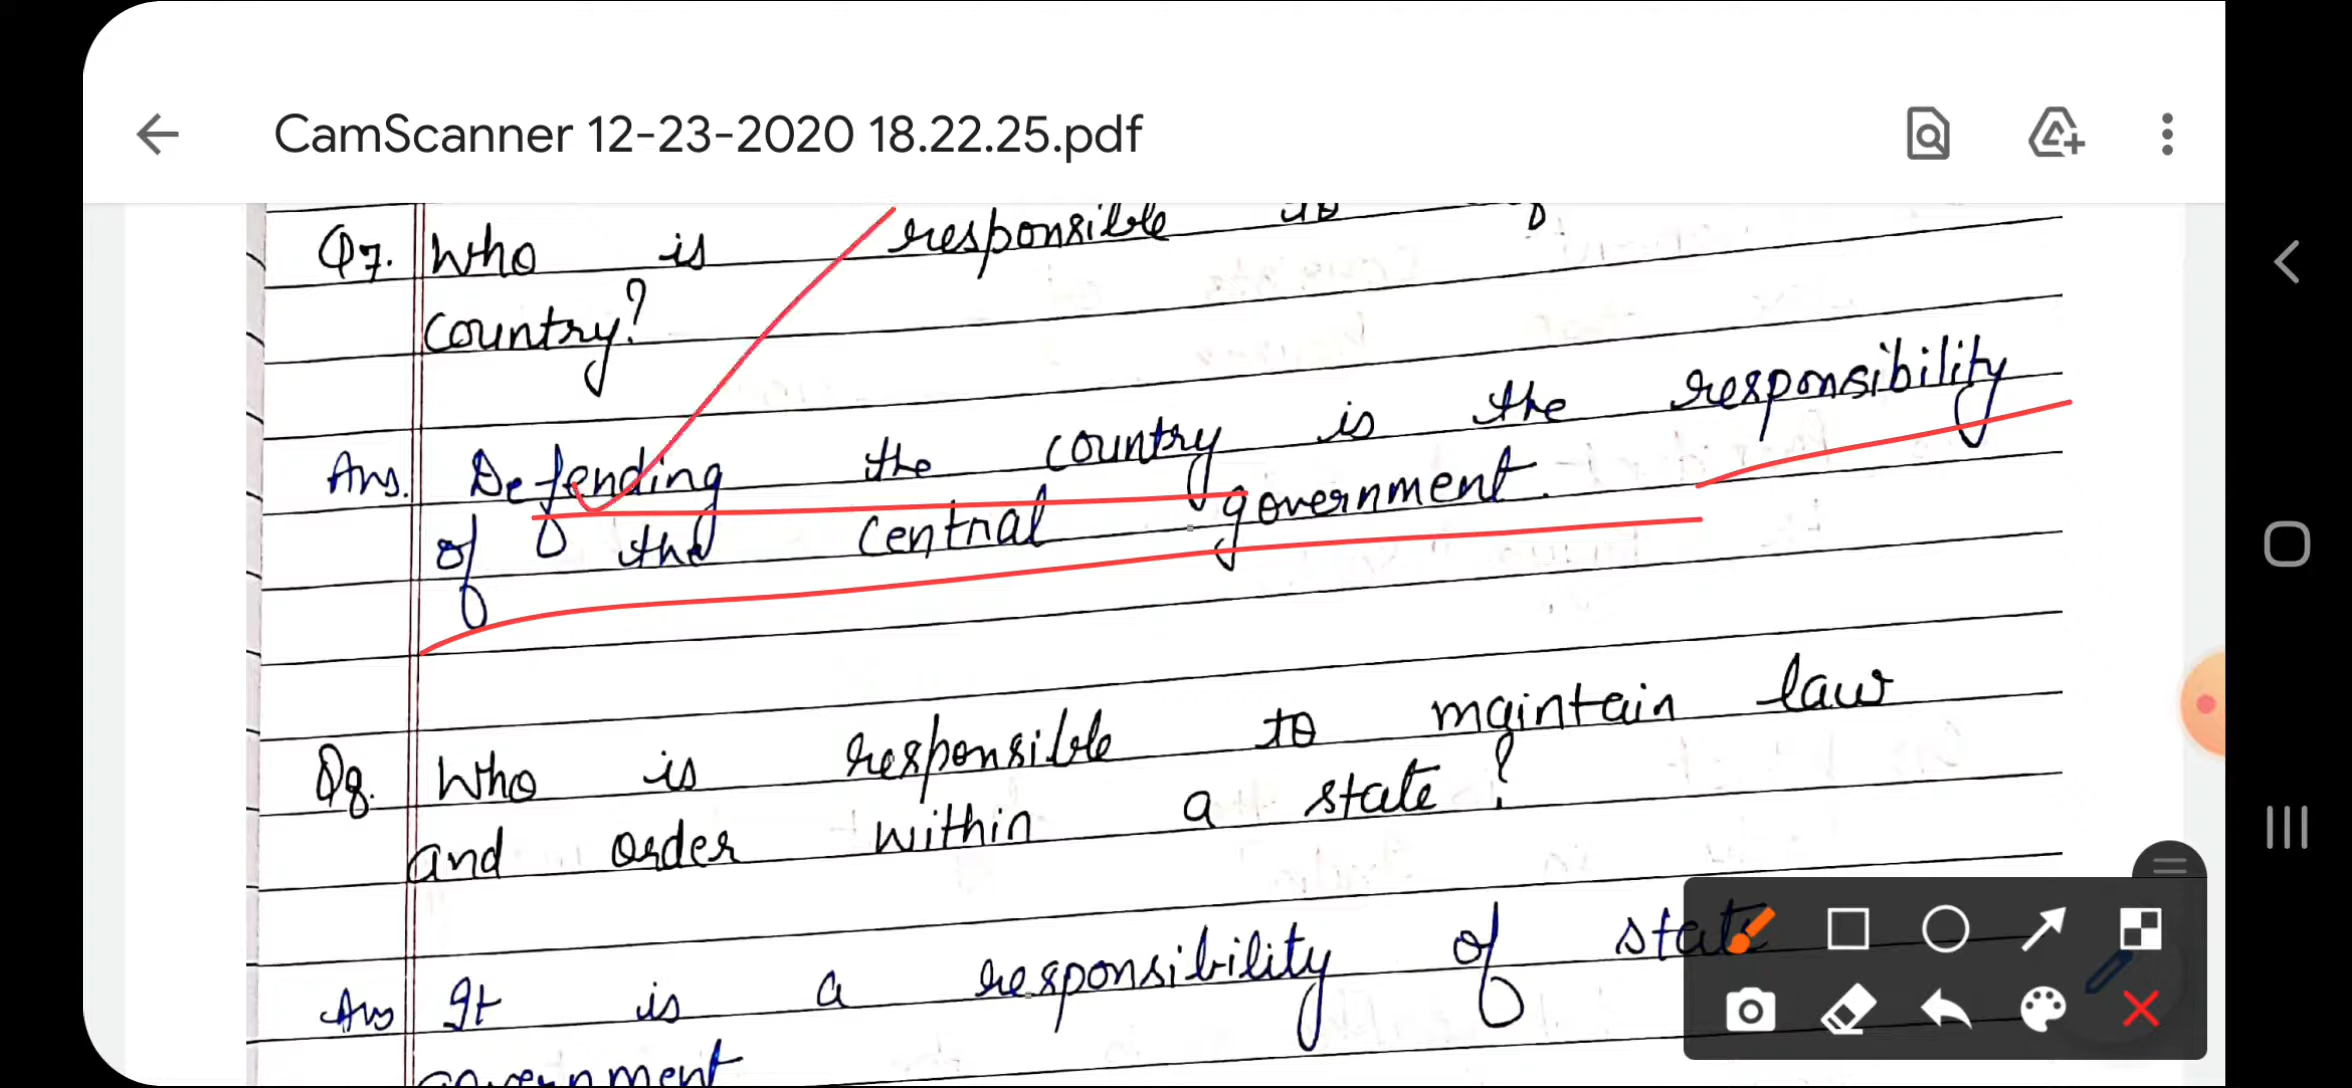 CamScanner 12-23-2020 18.22.25.pdf
Q7. Who is responsible to
country?
Ans. Defending the country is the responsibility
of the central government.
Q8. Who is responsible to maintain law
and order within a state?
Ans It is a responsibility of state
government